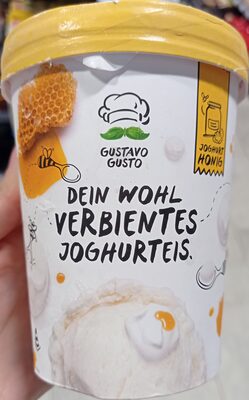 GUSTAVO
GUSTO
JOGHURT
HONIG
DEIN WOHL
VERBIENTES
JOGHURTEIS.